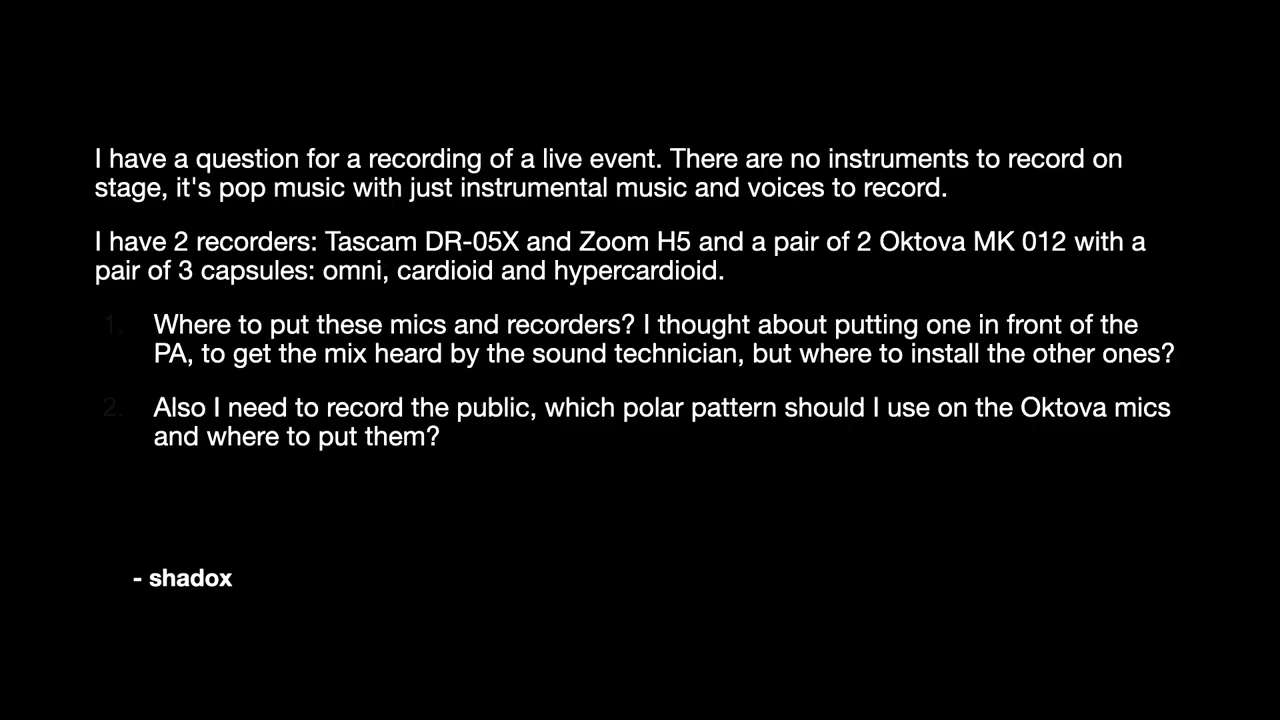 I have a question for a recording of a live event. There are no instruments to record on
stage, it's pop music with just instrumental music and voices to record.
I have 2 recorders: Tascam DR-05X and Zoom H5 and a pair of 2 Oktova MK 012 with a
pair of 3 capsules: omni, cardioid and hypercardioid.
1. Where to put these mics and recorders? I thought about putting one in front of the
PA, to get the mix heard by the sound technician, but where to install the other ones?
2. Also I need to record the public, which polar pattern should I use on the Oktova mics
and where to put them?
- shadox